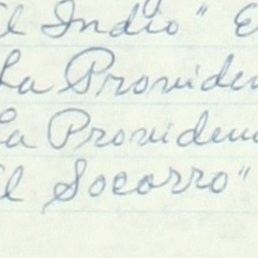 El Indio" E
La Providen
La Providen
El Socorro"